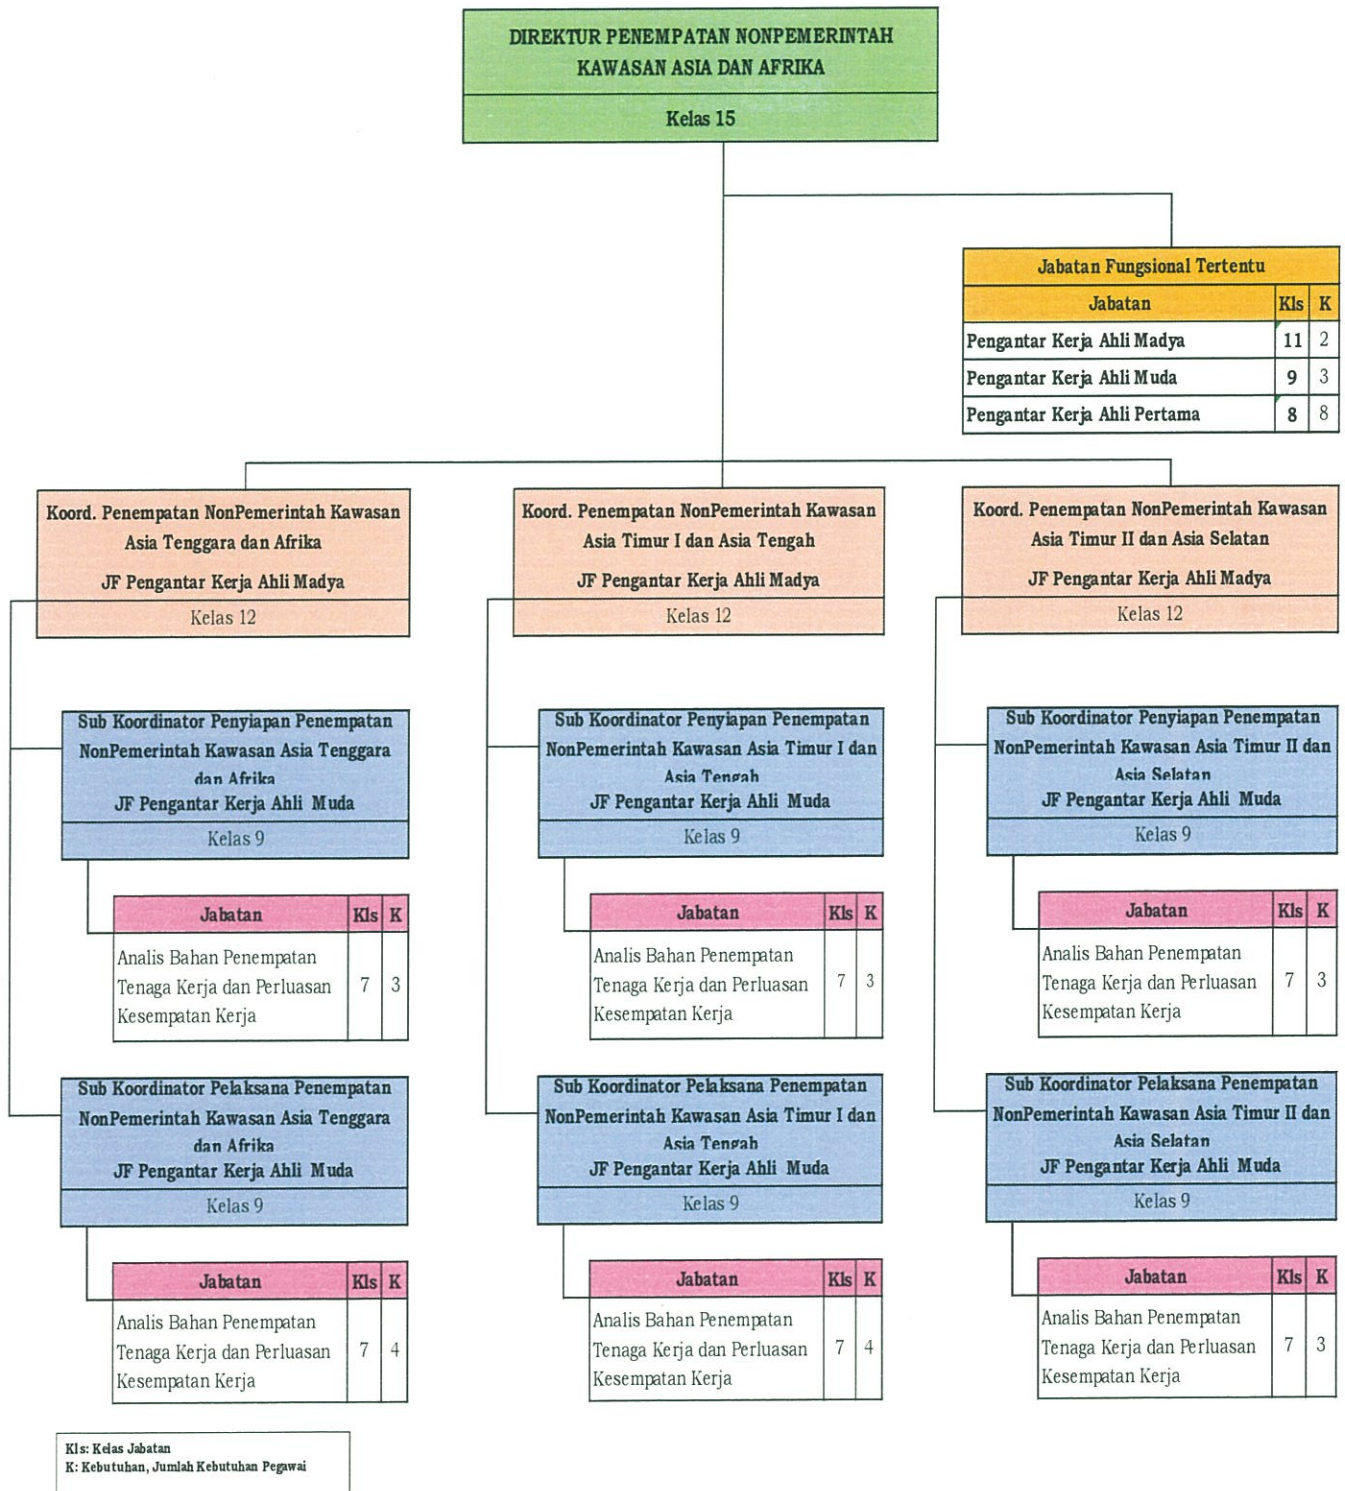 DIREKTUR PENEMPATAN NONPEMERINTAH
KAWASAN ASIA DAN AFRIKA
Kelas 15
Jabatan Fungsional Tertentu
Jabatan Kls K
Pengantar Kerja Ahli Madya 11 2
Pengantar Kerja Ahli Muda 9 3
Pengantar Kerja Ahli Pertama 8 8
Koord. Penempatan NonPemerintah Kawasan
Asia Tenggara dan Afrika
JF Pengantar Kerja Ahli Madya
Kelas 12
Koord. Penempatan NonPemerintah Kawasan
Asia Timur I dan Asia Tengah
JF Pengantar Kerja Ahli Madya
Kelas 12
Koord. Penempatan NonPemerintah Kawasan
Asia Timur II dan Asia Selatan
JF Pengantar Kerja Ahli Madya
Kelas 12
Sub Koordinator Penyiapan Penempatan
NonPemerintah Kawasan Asia Tenggara
dan Afrika
JF Pengantar Kerja Ahli Muda
Kelas 9
Sub Koordinator Penyiapan Penempatan
NonPemerintah Kawasan Asia Timur I dan
Asia Tengah
JF Pengantar Kerja Ahli Muda
Kelas 9
Sub Koordinator Penyiapan Penempatan
NonPemerintah Kawasan Asia Timur II dan
Asia Selatan
JF Pengantar Kerja Ahli Muda
Kelas 9
Jabatan Kls K
Analis Bahan Penempatan
Tenaga Kerja dan Perluasan 7 3
Kesempatan Kerja
Jabatan Kls K
Analis Bahan Penempatan
Tenaga Kerja dan Perluasan 7 3
Kesempatan Kerja
Jabatan Kls K
Analis Bahan Penempatan
Tenaga Kerja dan Perluasan 7 3
Kesempatan Kerja
Sub Koordinator Pelaksana Penempatan
NonPemerintah Kawasan Asia Tenggara
dan Afrika
JF Pengantar Kerja Ahli Muda
Kelas 9
Sub Koordinator Pelaksana Penempatan
NonPemerintah Kawasan Asia Timur I dan
Asia Tengah
JF Pengantar Kerja Ahli Muda
Kelas 9
Sub Koordinator Pelaksana Penempatan
NonPemerintah Kawasan Asia Timur II dan
Asia Selatan
JF Pengantar Kerja Ahli Muda
Kelas 9
Jabatan Kls K
Analis Bahan Penempatan
Tenaga Kerja dan Perluasan 7 4
Kesempatan Kerja
Jabatan Kls K
Analis Bahan Penempatan
Tenaga Kerja dan Perluasan 7 4
Kesempatan Kerja
Jabatan Kls K
Analis Bahan Penempatan
Tenaga Kerja dan Perluasan 7 3
Kesempatan Kerja
Kls: Kelas Jabatan
K: Kebutuhan, Jumlah Kebutuhan Pegawai